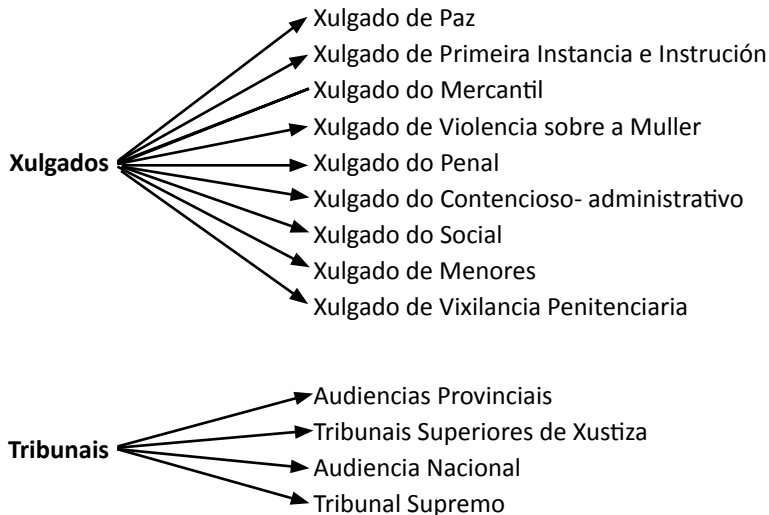 Xulgado de Paz
Xulgado de Primeira Instancia e Instrución
Xulgado do Mercantil
Xulgado de Violencia sobre a Muller
Xulgados
Xulgado do Penal
Xulgado do Contencioso- administrativo
Xulgado do Social
Xulgado de Menores
Xulgado de Vixilancia Penitenciaria
Audiencias Provinciais
Tribunais Superiores de Xustiza
Tribunais
Audiencia Nacional
Tribunal Supremo